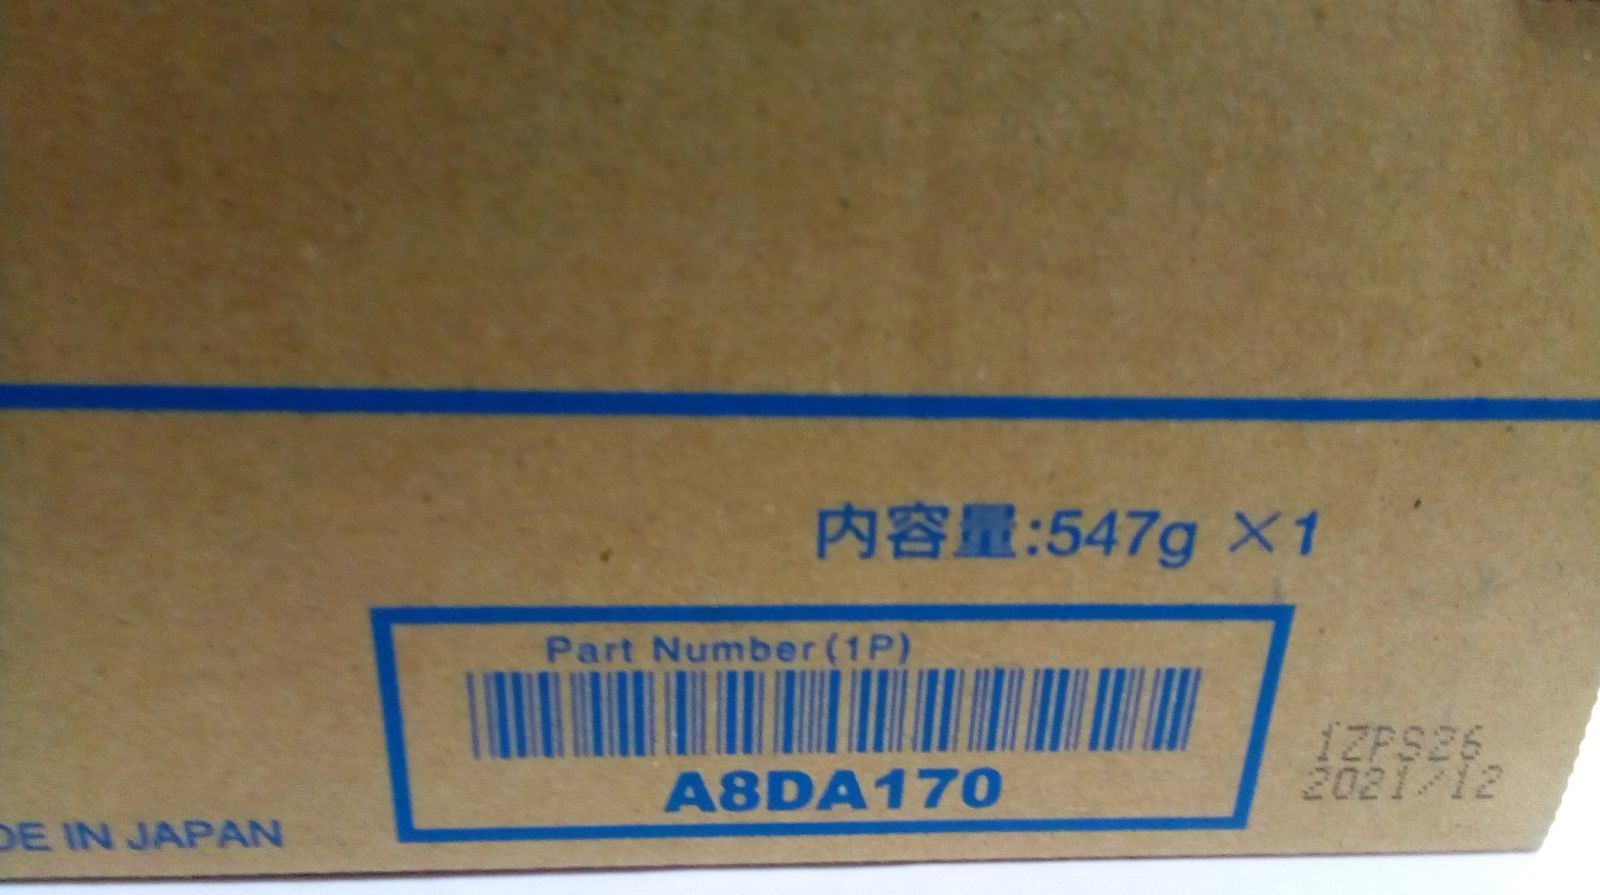 内容量:547g ×1
Part Number(1P)
A8DA170
1ZPS26
2021/12
DE IN JAPAN